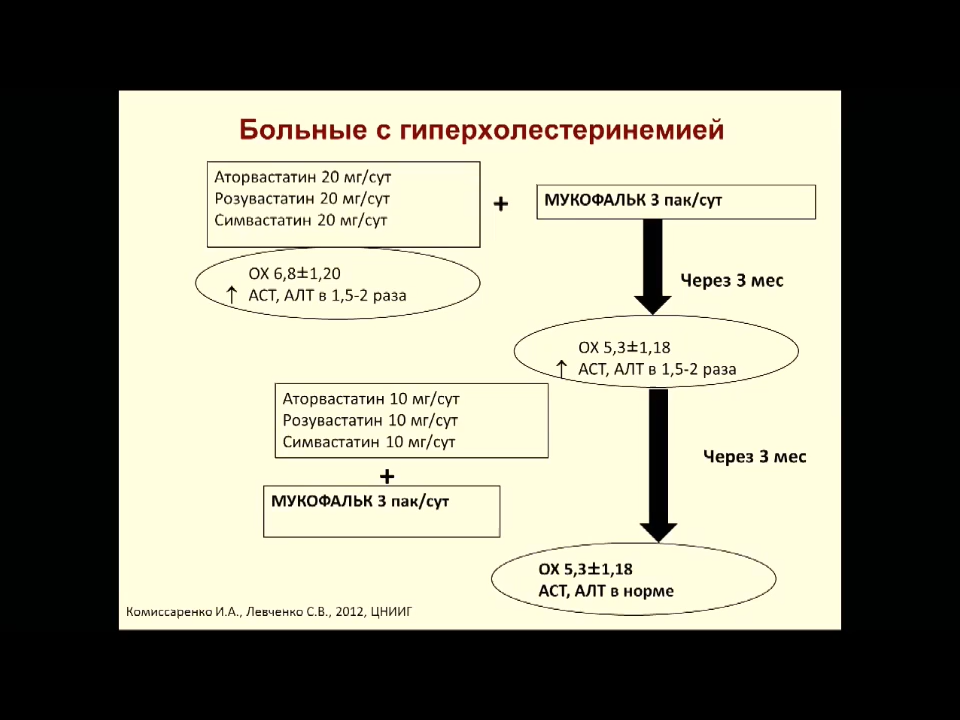 Больные с гиперхолестеринемией
Аторвастатин 20 мг/сут
Розувастатин 20 мг/сут
Симвастатин 20 мг/сут
+
МУКОФАЛЬК 3 пак/сут
ОХ 6,8±1,20
↑ АСТ, АЛТ в 1,5-2 раза
Через 3 мес
ОХ 5,3±1,18
↑ АСТ, АЛТ в 1,5-2 раза
Аторвастатин 10 мг/сут
Розувастатин 10 мг/сут
Симвастатин 10 мг/сут
+
МУКОФАЛЬК 3 пак/сут
Через 3 мес
ОХ 5,3±1,18
АСТ, АЛТ в норме
Комиссаренко И.А., Левченко С.В., 2012, ЦНИИГ